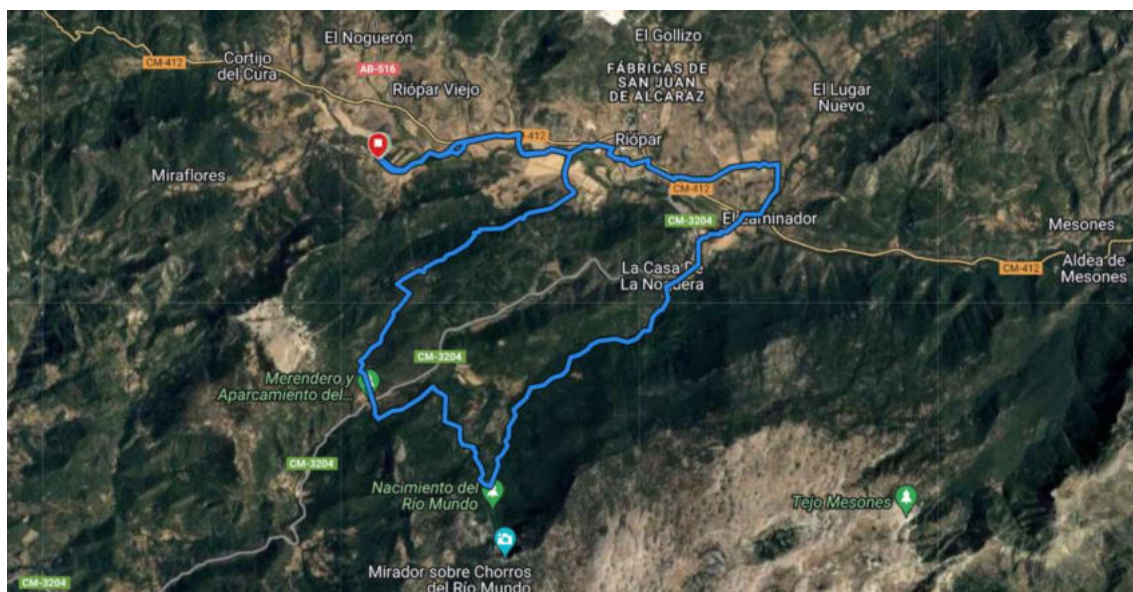 El Noguerón
El Gollizo
CM-412
Cortijo
del Cura
AB-516
FÁBRICAS DE
SAN JUAN
DE ALCARAZ
Riópar Viejo
El Lugar
Nuevo
412
Riópar
Miraflores
CM-412
CM-3204
Mesones
La Casa De
La Noguera
Aldea de
Mesones
CM-412
CM-3204
Merendero y
Aparcamiento del...
CM-3204
Nacimiento del
Río Mundo
Tejo Mesones
Mirador sobre Chorros
del Río Mundo
CM-3204